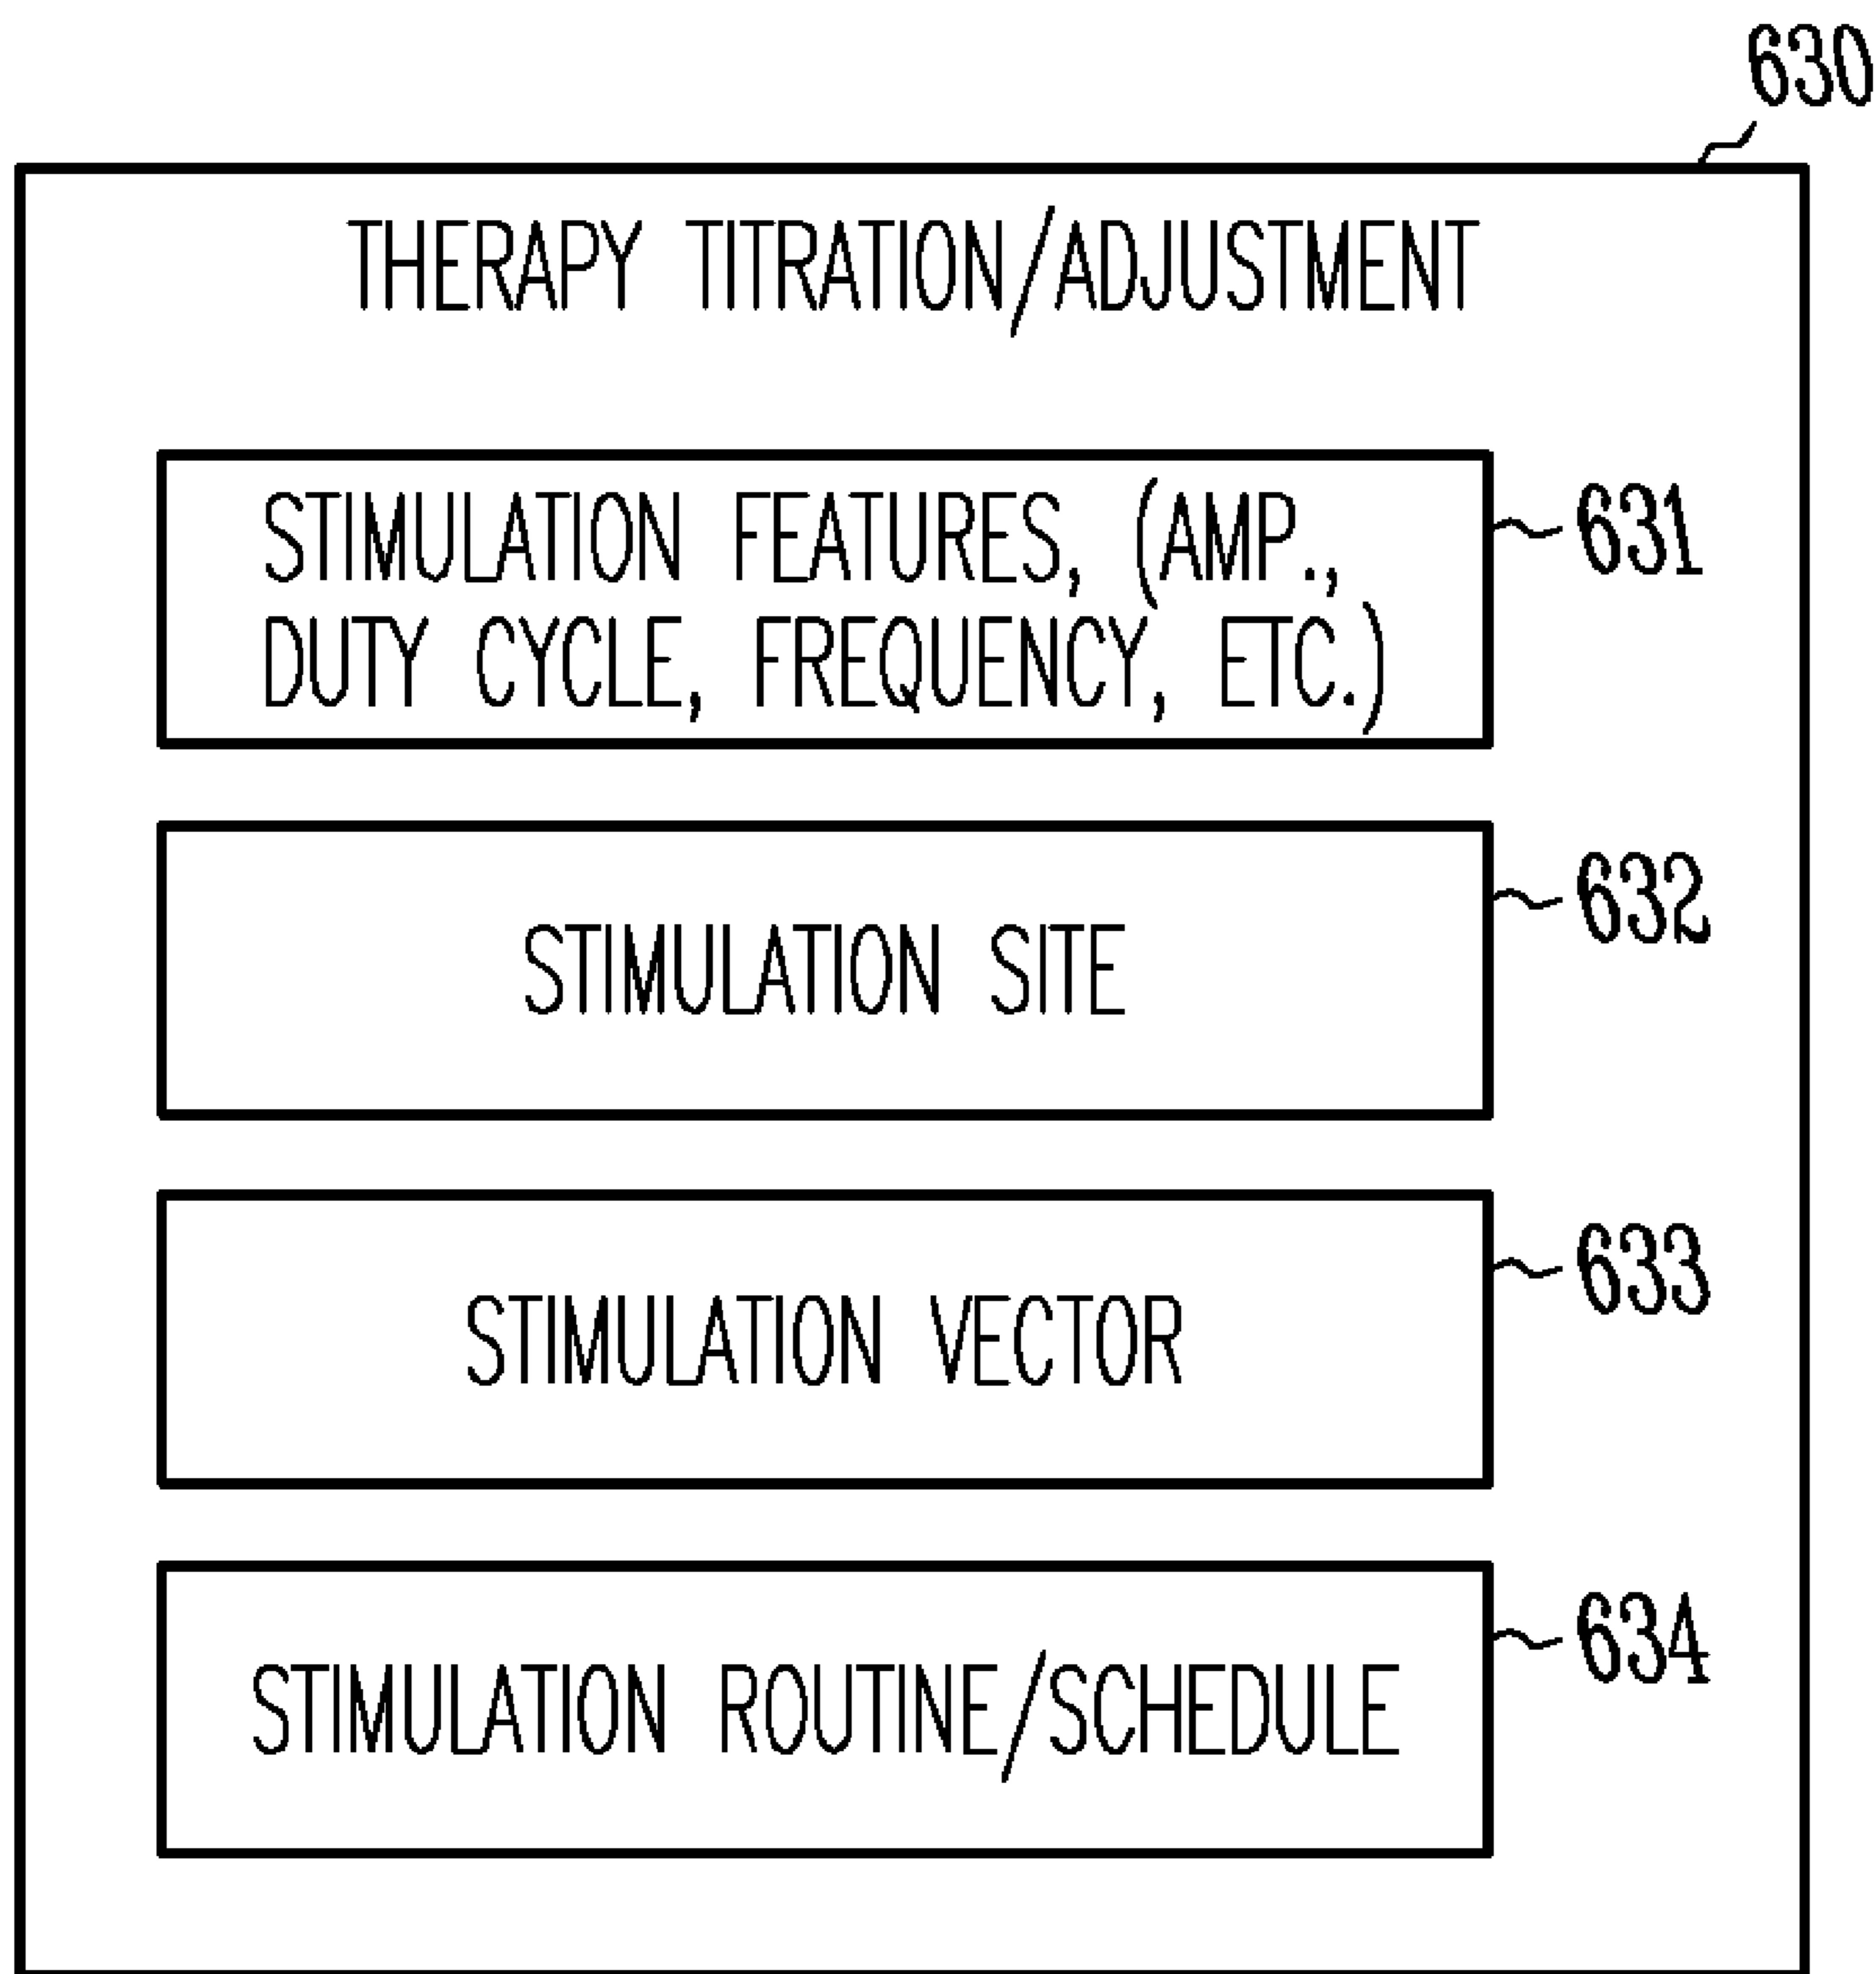 630
THERAPY TITRATION/ADJUSTMENT
STIMULATION FEATURES, (AMP.,
DUTY CYCLE, FREQUENCY, ETC.)
631
STIMULATION SITE
632
STIMULATION VECTOR
633
STIMULATION ROUTINE/SCHEDULE
634